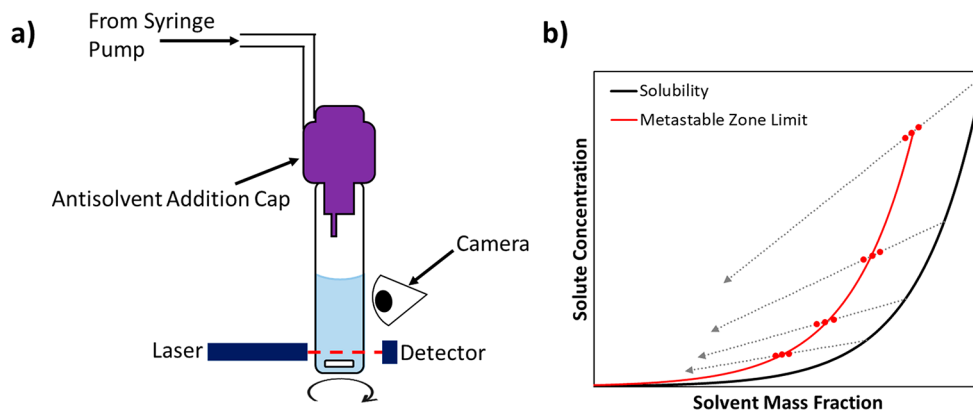 a)
From Syringe
Pump
Antisolvent Addition Cap
Camera
Laser
Detector
b)
Solubility
Metastable Zone Limit
Solute Concentration
Solvent Mass Fraction